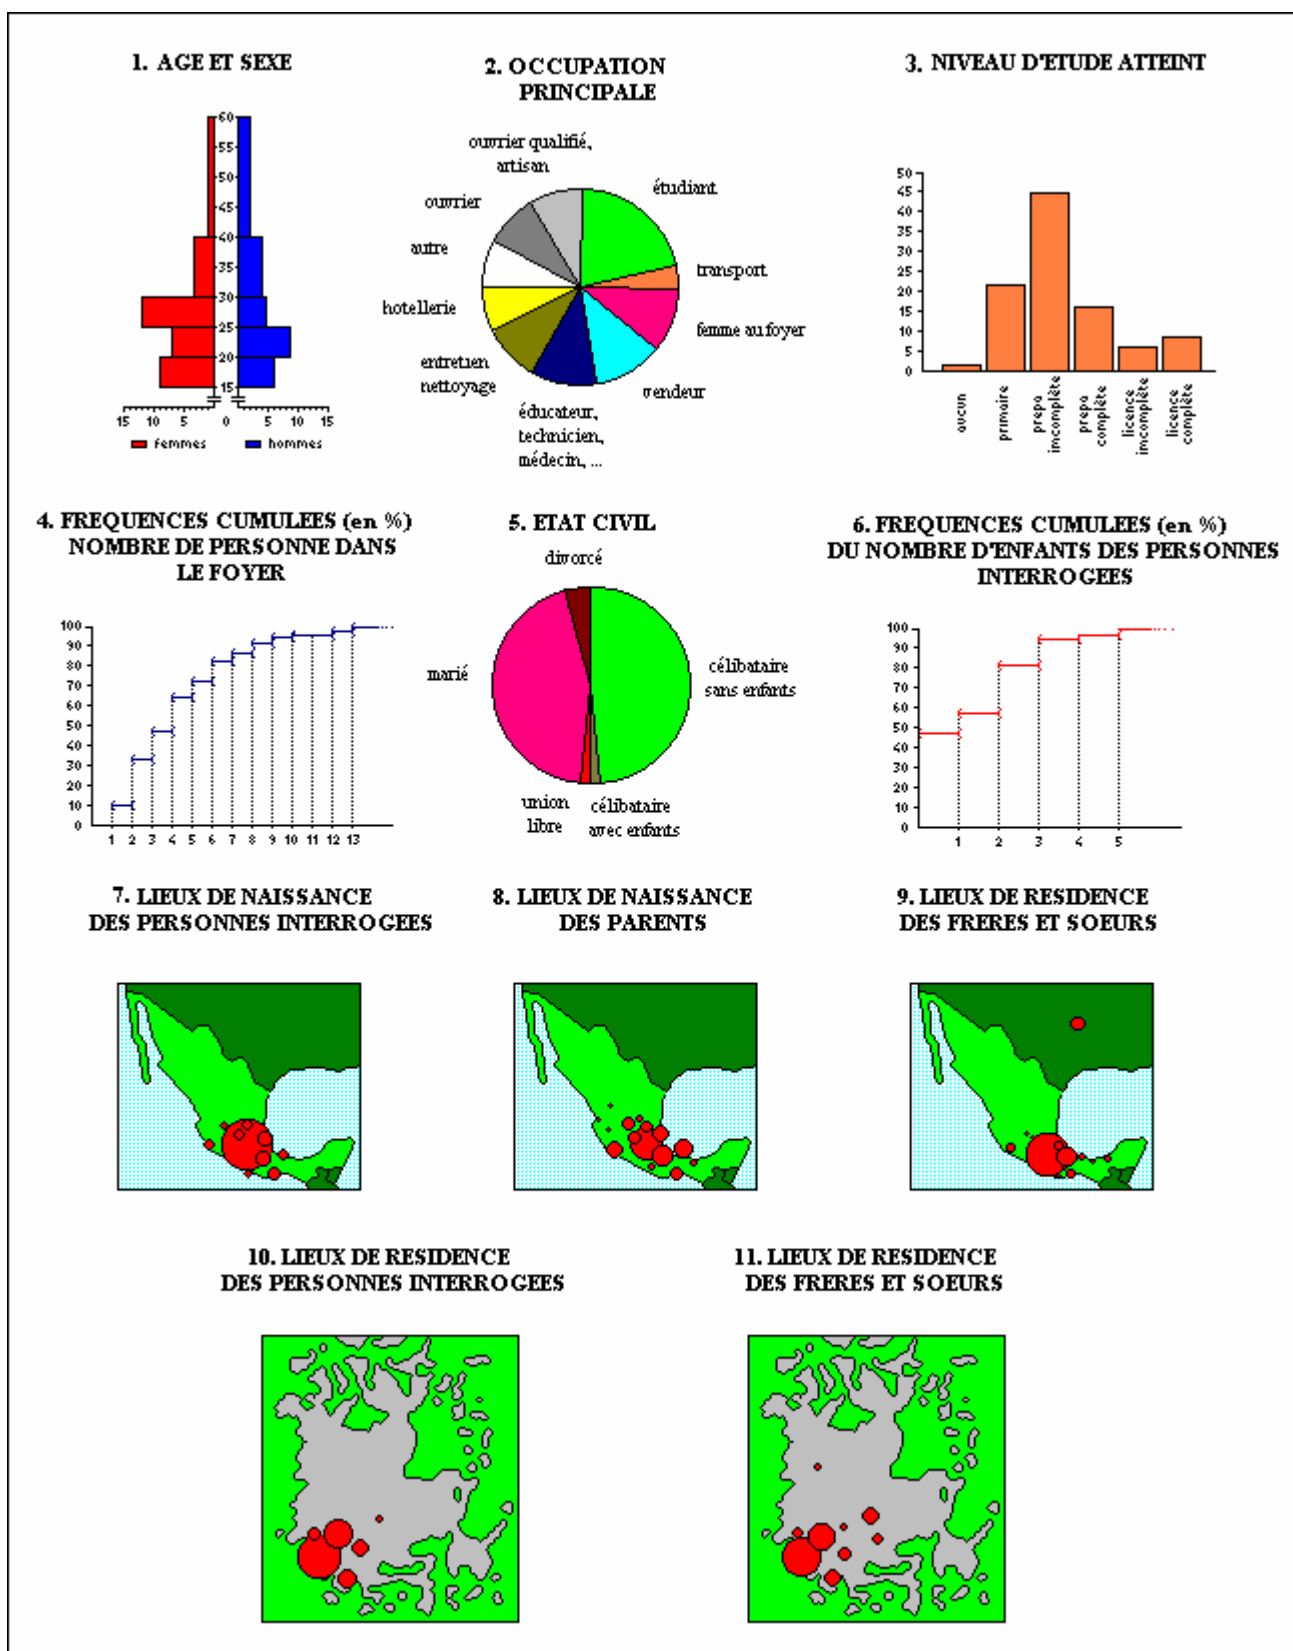 1. AGE ET SEXE
60
55
50
45
40
35
30
25
20
15
15 10 5 0 5 10 15
femmes hommes
2. OCCUPATION
PRINCIPALE
ouvrier qualifié,
artisan
étudiant
ouvrier
autre
transport
hotellerie
femme au foyer
entretien
nettoyage
vendeur
éducateur,
technicien,
médecin, ...
3. NIVEAU D'ETUDE ATTEINT
50
45
40
35
30
25
20
15
10
5
0
aucun
primaire
prepa
imcomplète
prepa
complète
licence
imcomplète
licence
complète
4. FREQUENCES CUMULEES (en %)
NOMBRE DE PERSONNE DANS
LE FOYER
100
90
80
70
60
50
40
30
20
10
0
1 2 3 4 5 6 7 8 9 10 11 12 13
5. ETAT CIVIL
divorcé
marié
célibataire
sans enfants
union
libre
célibataire
avec enfants
6. FREQUENCES CUMULEES (en %)
DU NOMBRE D'ENFANTS DES PERSONNES
INTERROGEES
100
90
80
70
60
50
40
30
20
10
0
1 2 3 4 5
7. LIEUX DE NAISSANCE
DES PERSONNES INTERROGEES
8. LIEUX DE NAISSANCE
DES PARENTS
9. LIEUX DE RESIDENCE
DES FRERES ET SOEURS
10. LIEUX DE RESIDENCE
DES PERSONNES INTERROGEES
11. LIEUX DE RESIDENCE
DES FRERES ET SOEURS